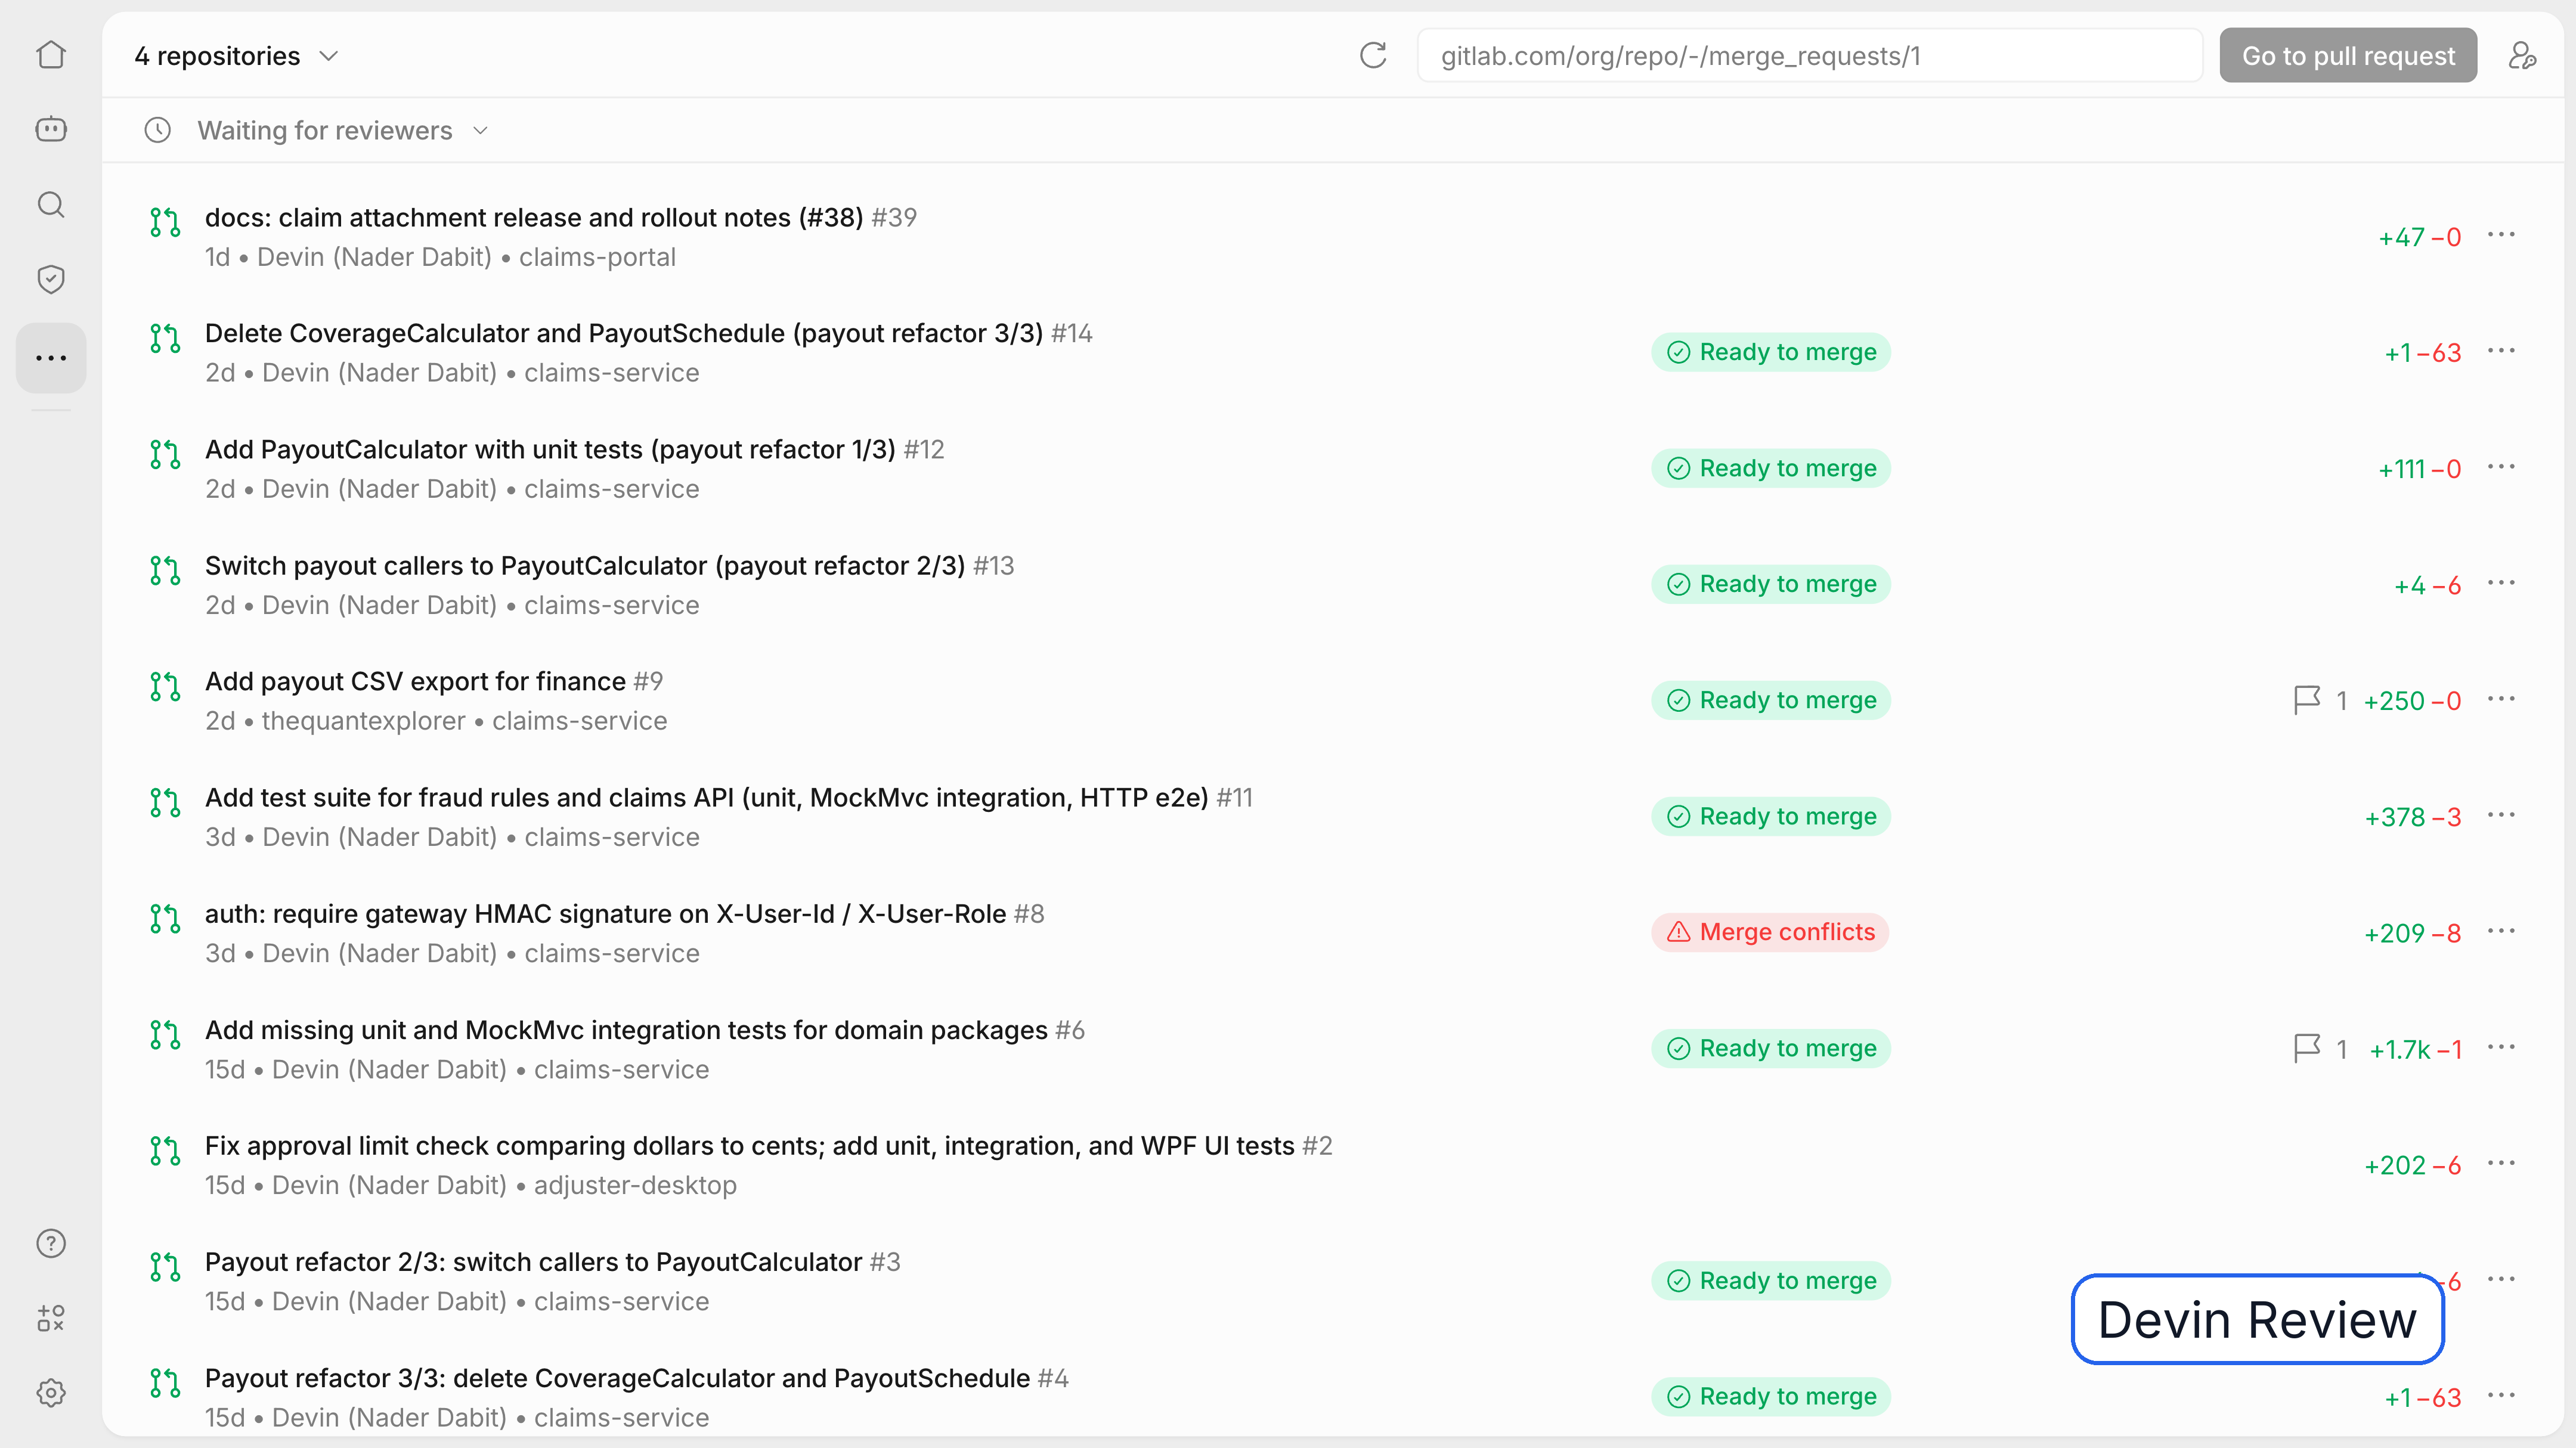 4 repositories
gitlab.com/org/repo/-/merge_requests/1
Go to pull request
Waiting for reviewers
docs: claim attachment release and rollout notes (#38) #39
1d • Devin (Nader Dabit) • claims-portal
+47 −0
Delete CoverageCalculator and PayoutSchedule (payout refactor 3/3) #14
2d • Devin (Nader Dabit) • claims-service
Ready to merge
+1 −63
Add PayoutCalculator with unit tests (payout refactor 1/3) #12
2d • Devin (Nader Dabit) • claims-service
Ready to merge
+111 −0
Switch payout callers to PayoutCalculator (payout refactor 2/3) #13
2d • Devin (Nader Dabit) • claims-service
Ready to merge
+4 −6
Add payout CSV export for finance #9
2d • thequantexplorer • claims-service
Ready to merge
1 +250 −0
Add test suite for fraud rules and claims API (unit, MockMvc integration, HTTP e2e) #11
3d • Devin (Nader Dabit) • claims-service
Ready to merge
+378 −3
auth: require gateway HMAC signature on X-User-Id / X-User-Role #8
3d • Devin (Nader Dabit) • claims-service
Merge conflicts
+209 −8
Add missing unit and MockMvc integration tests for domain packages #6
15d • Devin (Nader Dabit) • claims-service
Ready to merge
1 +1.7k −1
Fix approval limit check comparing dollars to cents; add unit, integration, and WPF UI tests #2
15d • Devin (Nader Dabit) • adjuster-desktop
+202 −6
Payout refactor 2/3: switch callers to PayoutCalculator #3
15d • Devin (Nader Dabit) • claims-service
Ready to merge
−6
Devin Review
Payout refactor 3/3: delete CoverageCalculator and PayoutSchedule #4
15d • Devin (Nader Dabit) • claims-service
Ready to merge
+1 −63